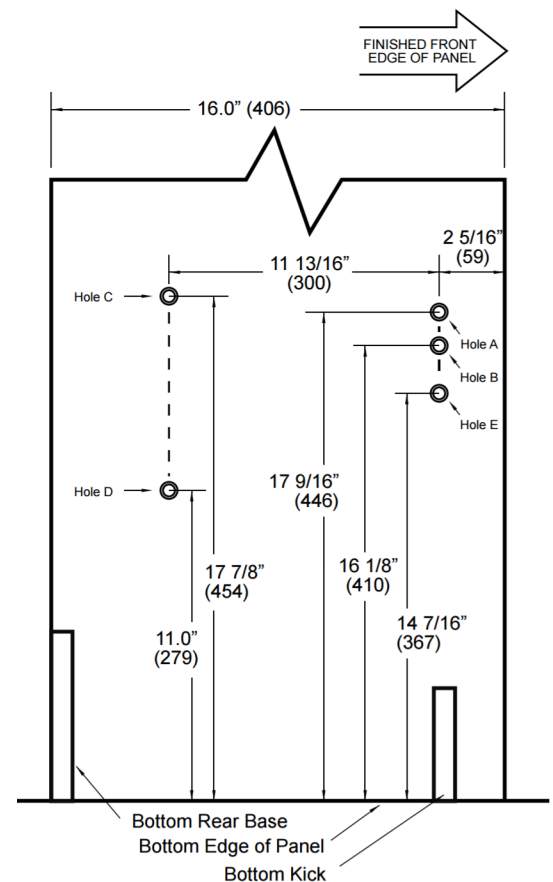 FINISHED FRONT
EDGE OF PANEL
16.0” (406)
2 5/16”
(59)
11 13/16”
(300)
Hole C
Hole A
Hole B
Hole E
Hole D
17 9/16”
(446)
16 1/8”
(410)
17 7/8”
(454)
14 7/16”
(367)
11.0”
(279)
Bottom Rear Base
Bottom Edge of Panel
Bottom Kick